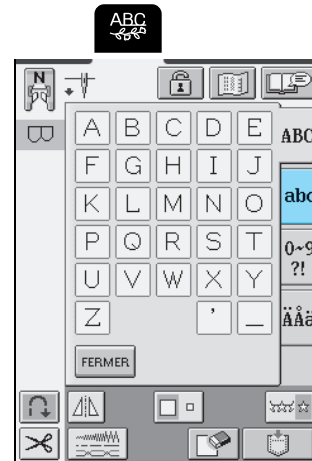 ABC
N
A B C D E ABC
F G H I J
K L M N O abc
P Q R S T 0~9
U V W X Y ?!
Z ' _ ÄÅä
FERMER